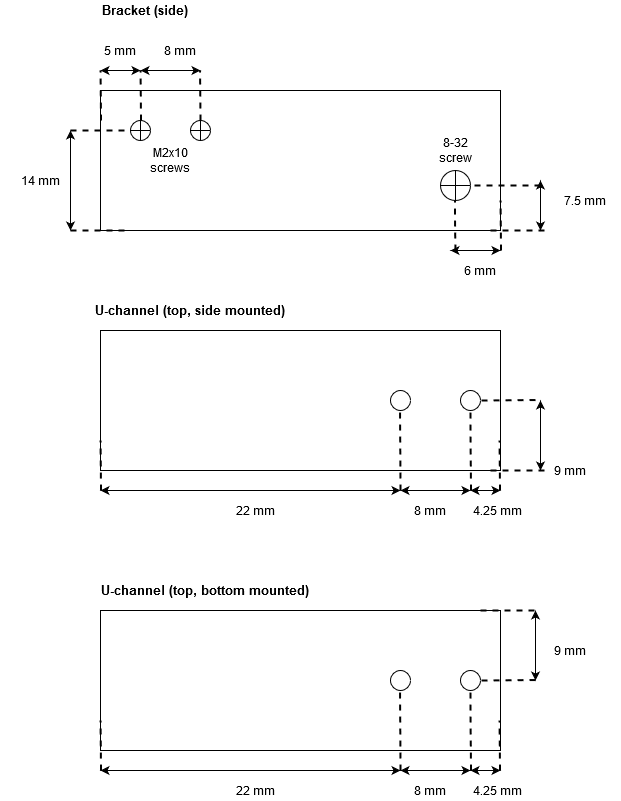 Bracket (side)
5 mm
8 mm
M2x10
screws
8-32
screw
14 mm
7.5 mm
6 mm
U-channel (top, side mounted)
9 mm
22 mm
8 mm
4.25 mm
U-channel (top, bottom mounted)
9 mm
22 mm
8 mm
4.25 mm